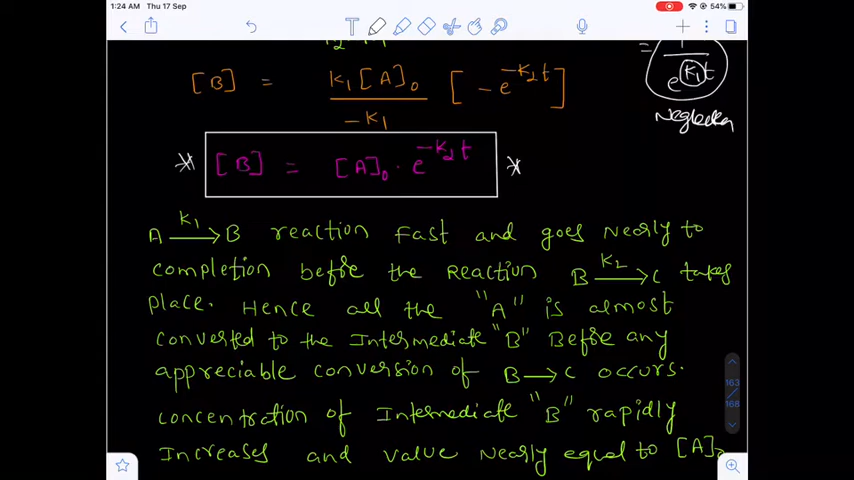 1:24 AM Thu 17 Sep
54%
[B] = K1[A]0 / -K1 [-e^-K2t]
= 1 / e^K1t
Neglected
* [B] = [A]0 . e^-K2t *
A K1→ B reaction Fast and goes Nearly to
completion before the Reaction B K2→ C takes
place. Hence all the "A" is almost
converted to the Intermediate "B" Before any
appreciable conversion of B → C occurs.
concentration of Intermediate "B" rapidly
Increases and value nearly equal to [A]0
163
/
168